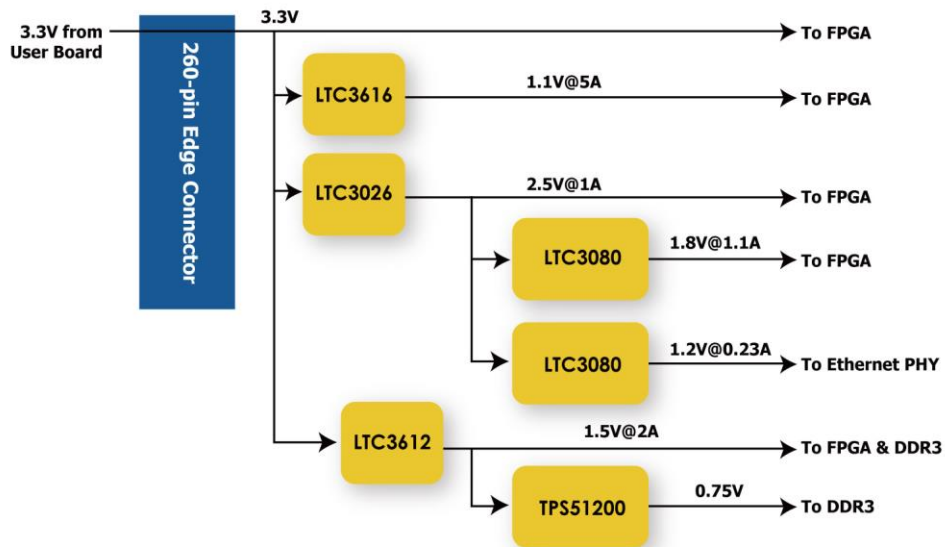 3.3V from
User Board
260-pin Edge Connector
3.3V
To FPGA
LTC3616
1.1V@5A
To FPGA
LTC3026
2.5V@1A
To FPGA
LTC3080
1.8V@1.1A
To FPGA
LTC3080
1.2V@0.23A
To Ethernet PHY
LTC3612
1.5V@2A
To FPGA & DDR3
TPS51200
0.75V
To DDR3